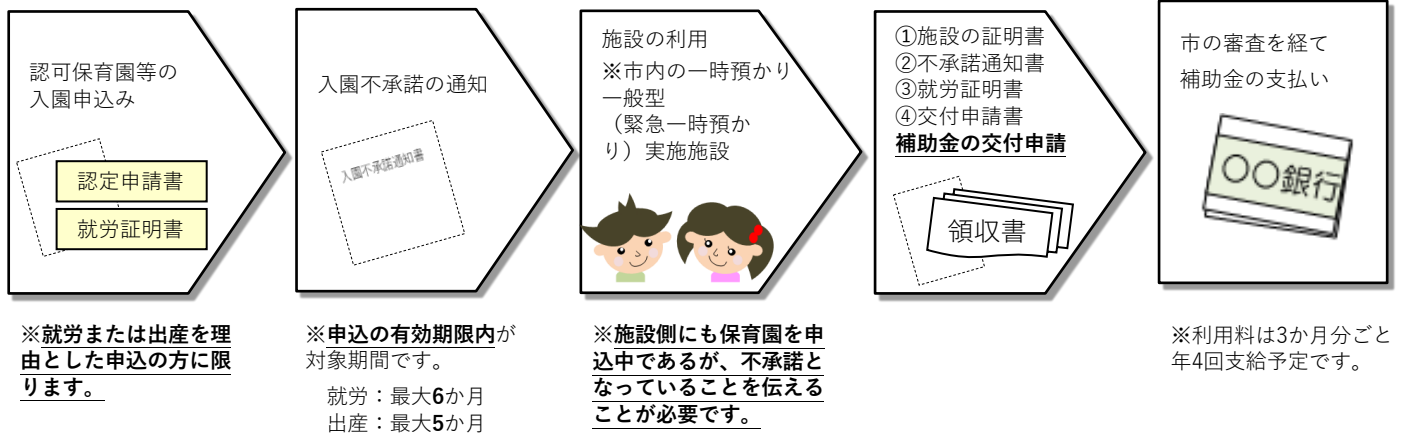 認可保育園等の
入園申込み
認定申請書
就労証明書
※就労または出産を理
由とした申込の方に限
ります。
入園不承諾の通知
入園不承諾通知書
※申込の有効期限内が
対象期間です。
就労：最大6か月
出産：最大5か月
施設の利用
※市内の一時預かり
一般型
（緊急一時預か
り）実施施設
※施設側にも保育園を申
込中であるが、不承諾と
なっていることを伝える
ことが必要です。
①施設の証明書
②不承諾通知書
③就労証明書
④交付申請書
補助金の交付申請
領収書
市の審査を経て
補助金の支払い
〇〇銀行
※利用料は3か月分ごと
年4回支給予定です。